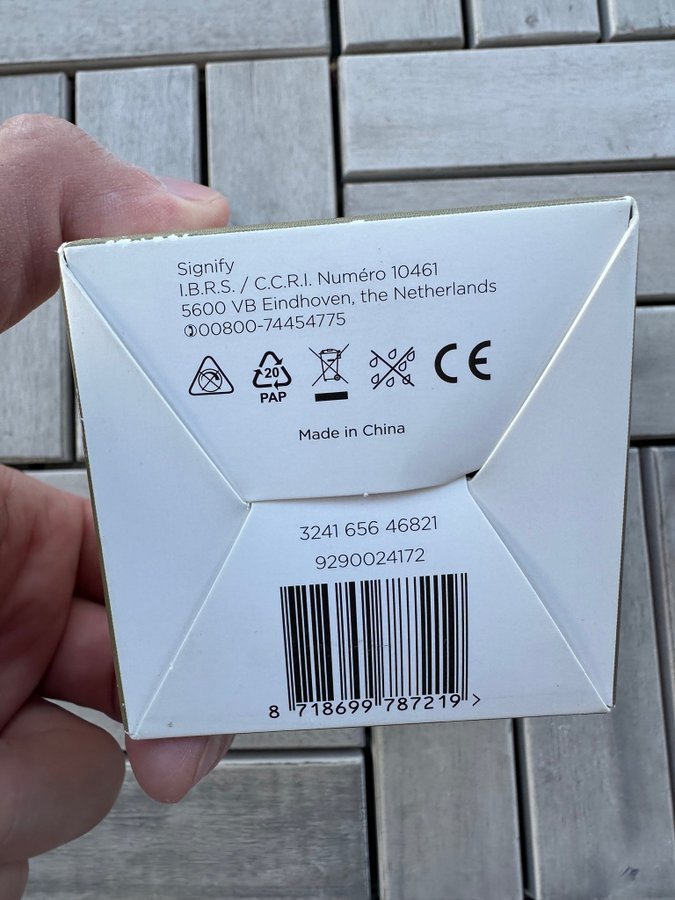 Signify
I.B.R.S. / C.C.R.I. Numéro 10461
5600 VB Eindhoven, the Netherlands
✆00800-74454775
20
PAP
CE
Made in China
3241 656 46821
9290024172
8 718699 787219 >